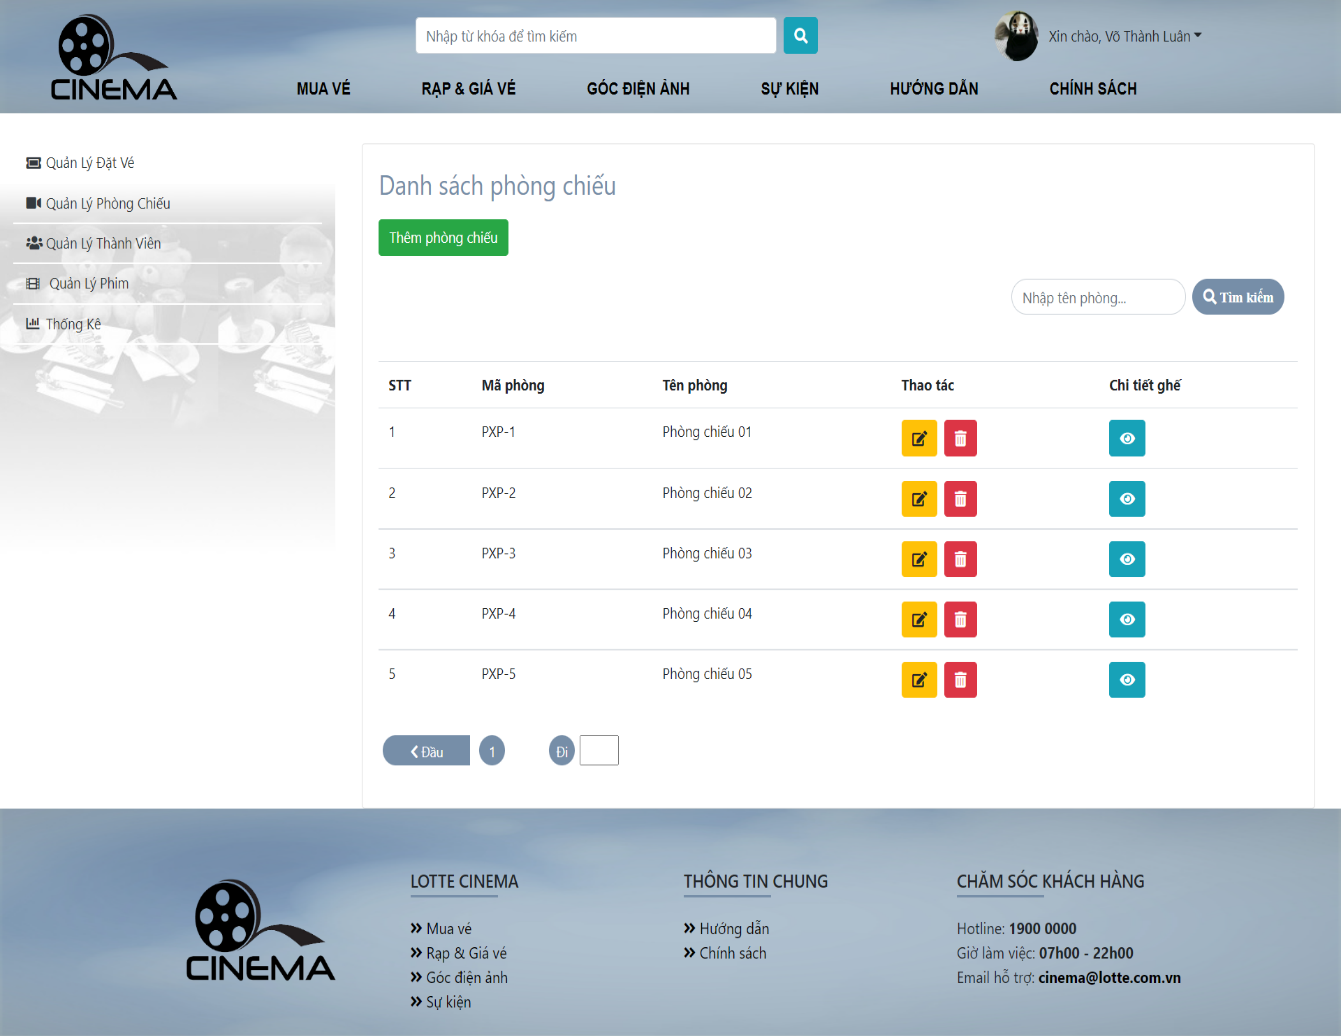 CINEMA
Nhập từ khóa để tìm kiếm
Xin chào, Võ Thành Luân
MUA VÉ RẠP & GIÁ VÉ GÓC ĐIỆN ẢNH SỰ KIỆN HƯỚNG DẪN CHÍNH SÁCH
Quản Lý Đặt Vé
Quản Lý Phòng Chiếu
Quản Lý Thành Viên
Quản Lý Phim
Thống Kê
Danh sách phòng chiếu
Thêm phòng chiếu
Nhập tên phòng... Tìm kiếm
STT Mã phòng Tên phòng Thao tác Chi tiết ghế
1 PXP-1 Phòng chiếu 01
2 PXP-2 Phòng chiếu 02
3 PXP-3 Phòng chiếu 03
4 PXP-4 Phòng chiếu 04
5 PXP-5 Phòng chiếu 05
Đầu 1 Đi
CINEMA
LOTTE CINEMA
Mua vé
Rạp & Giá vé
Góc điện ảnh
Sự kiện
THÔNG TIN CHUNG
Hướng dẫn
Chính sách
CHĂM SÓC KHÁCH HÀNG
Hotline: 1900 0000
Giờ làm việc: 07h00 - 22h00
Email hỗ trợ: cinema@lotte.com.vn